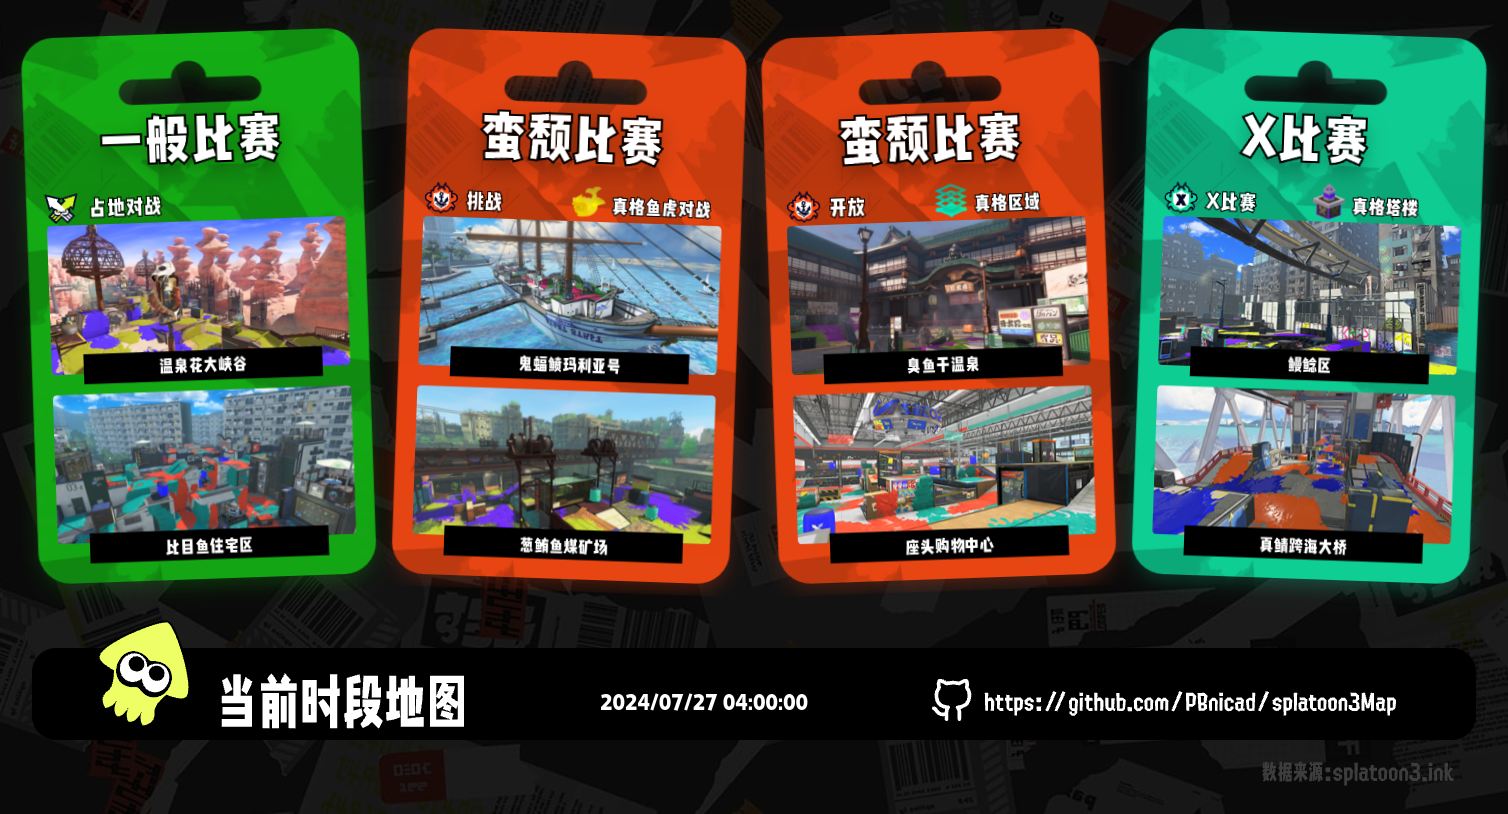 一般比赛
占地对战
温泉花大峡谷
比目鱼住宅区
蛮颓比赛
挑战
真格鱼虎对战
鬼蝠鲼玛利亚号
葱鲔鱼煤矿场
蛮颓比赛
开放
真格区域
臭鱼干温泉
座头购物中心
X比赛
X比赛
真格塔楼
鳗鲶区
真鲭跨海大桥
当前时段地图
2024/07/27 04:00:00
https://github.com/PBnicad/splatoon3Map
数据来源:splatoon3.ink